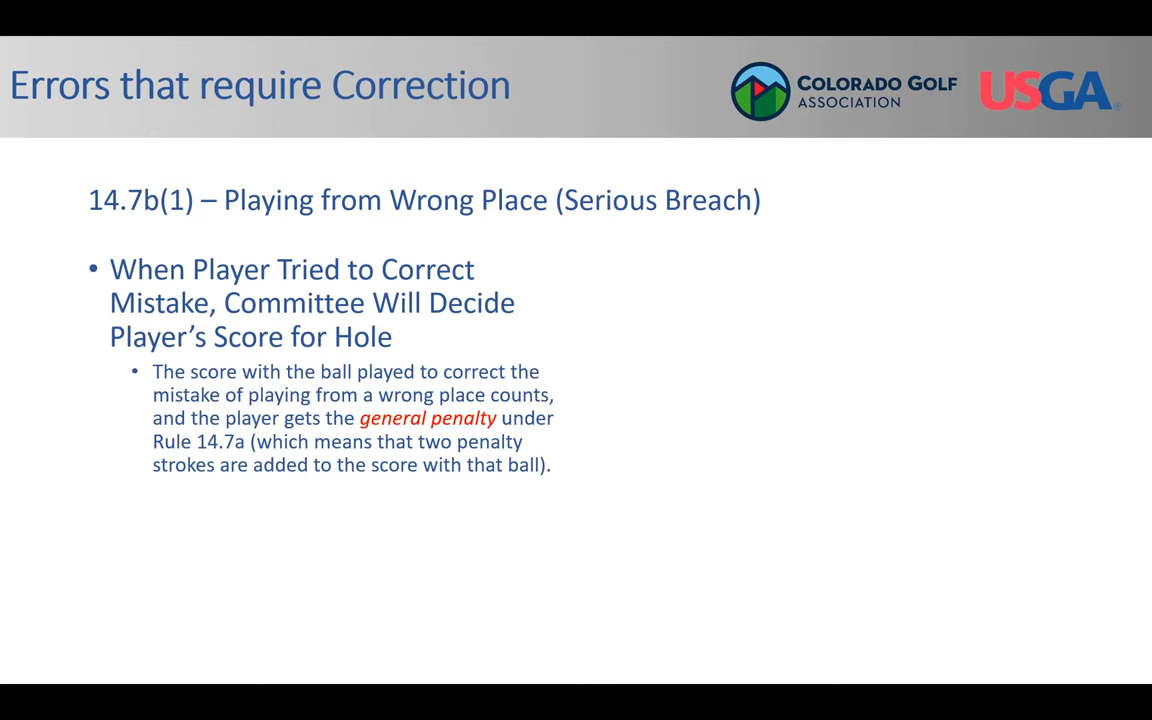 Errors that require Correction
COLORADO GOLF
ASSOCIATION
USGA®
14.7b(1) – Playing from Wrong Place (Serious Breach)
• When Player Tried to Correct
Mistake, Committee Will Decide
Player’s Score for Hole
• The score with the ball played to correct the
mistake of playing from a wrong place counts,
and the player gets the general penalty under
Rule 14.7a (which means that two penalty
strokes are added to the score with that ball).